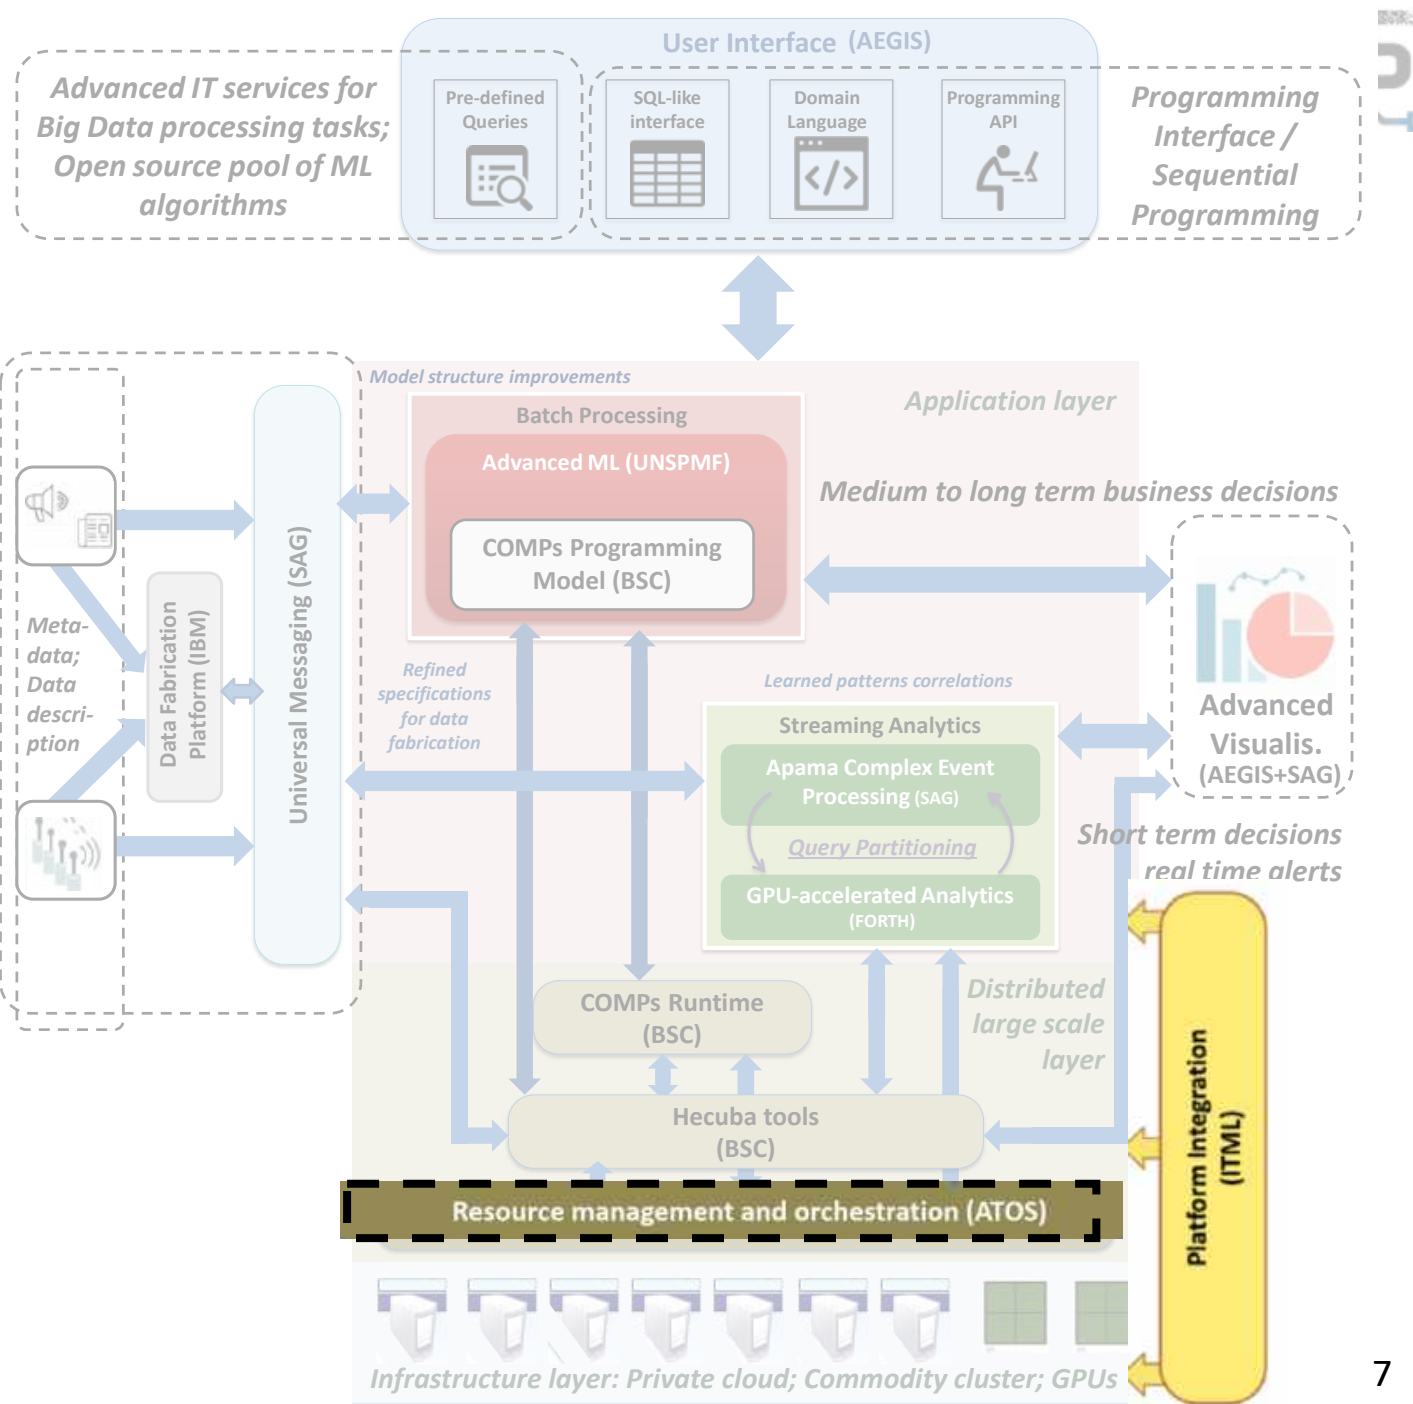 User Interface (AEGIS)
Advanced IT services for
Big Data processing tasks;
Open source pool of ML
algorithms
Pre-defined
Queries
SQL-like
interface
Domain
Language
Programming
API
Programming
Interface /
Sequential
Programming
Model structure improvements
Application layer
Batch Processing
Advanced ML (UNSPMF)
COMPs Programming
Model (BSC)
Medium to long term business decisions
Universal Messaging (SAG)
Data Fabrication
Platform (IBM)
Meta-
data;
Data
descri-
ption
Refined
specifications
for data
fabrication
Learned patterns correlations
Streaming Analytics
Apama Complex Event
Processing (SAG)
Query Partitioning
GPU-accelerated Analytics
(FORTH)
Advanced
Visualis.
(AEGIS+SAG)
Short term decisions
real time alerts
COMPs Runtime
(BSC)
Distributed
large scale
layer
Hecuba tools
(BSC)
Platform Integration
(ITML)
Resource management and orchestration (ATOS)
Infrastructure layer: Private cloud; Commodity cluster; GPUs
7